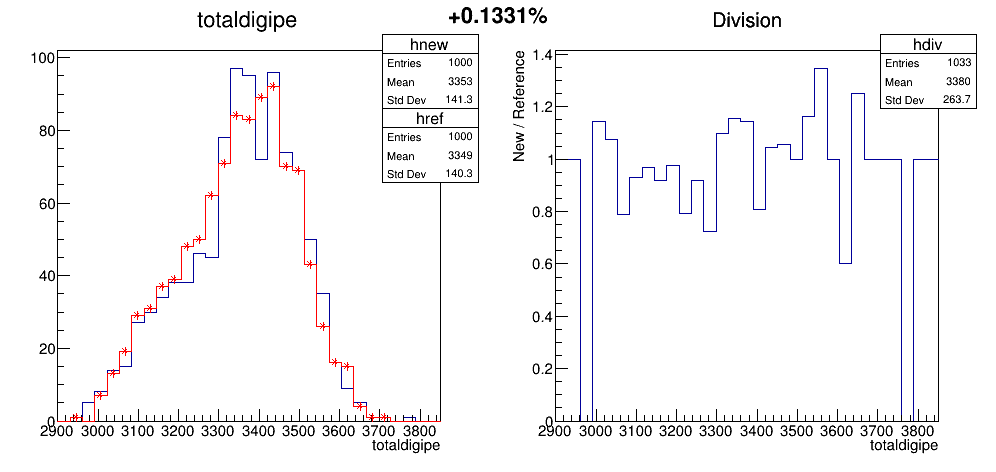 +0.1331%
totaldigipe
hnew
Entries 1000
Mean 3353
Std Dev 141.3
href
Entries 1000
Mean 3349
Std Dev 140.3
100
80
60
40
20
0
2900 3000 3100 3200 3300 3400 3500 3600 3700 3800
totaldigipe
Division
hdiv
Entries 1033
Mean 3380
Std Dev 263.7
New / Reference
1.4
1.2
1
0.8
0.6
0.4
0.2
0
2900 3000 3100 3200 3300 3400 3500 3600 3700 3800
totaldigipe